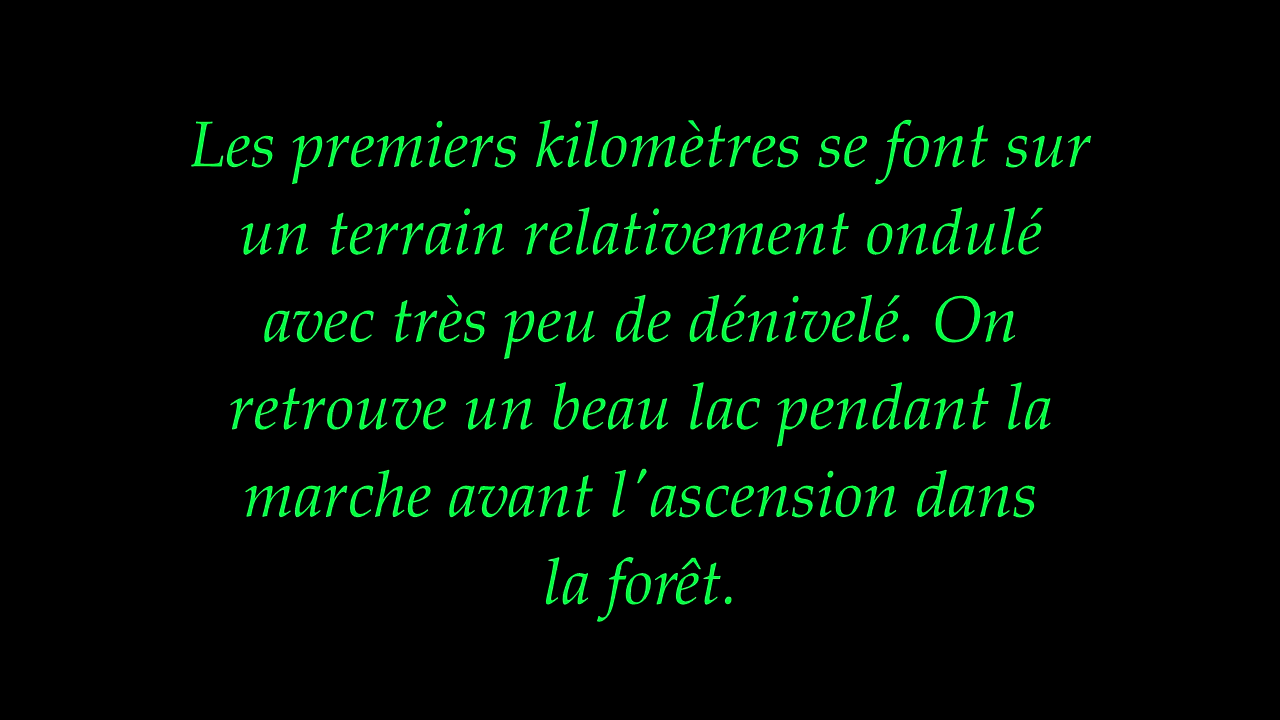 Les premiers kilomètres se font sur
un terrain relativement ondulé
avec très peu de dénivelé. On
retrouve un beau lac pendant la
marche avant l'ascension dans
la forêt.